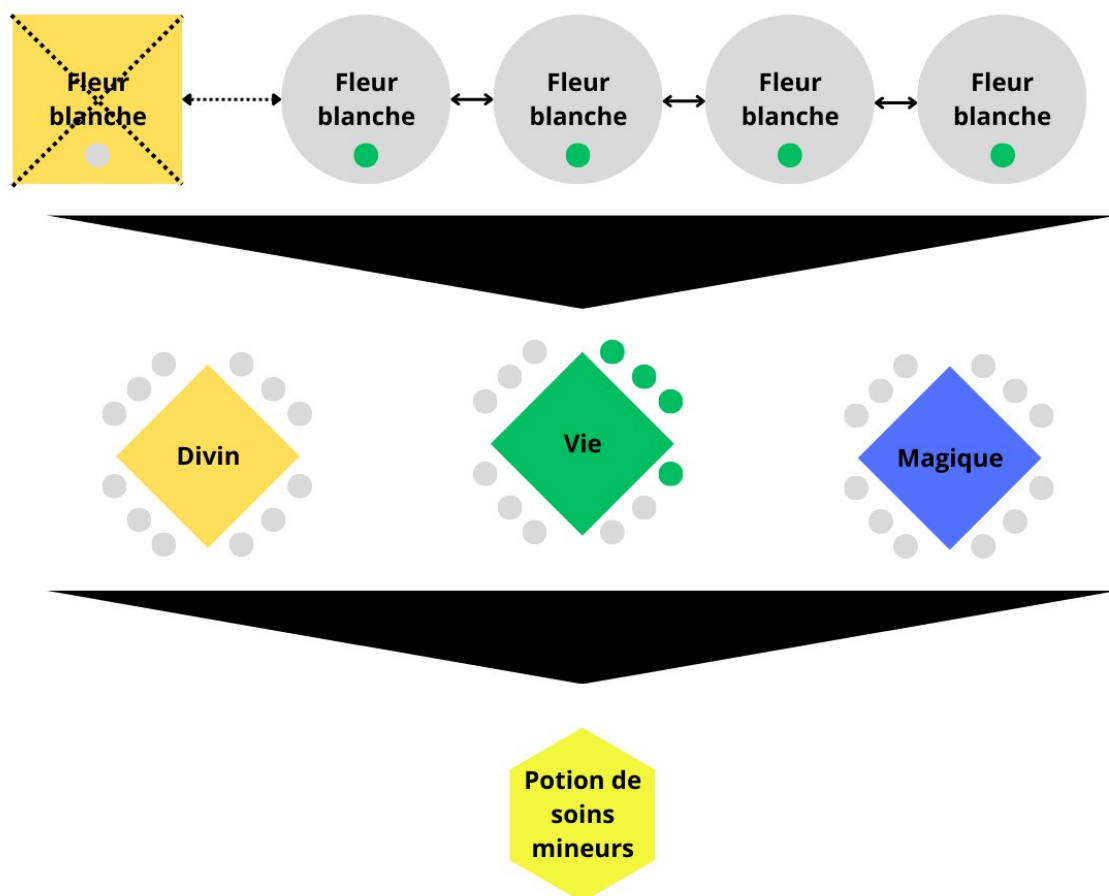 Fleur
blanche
Fleur
blanche
Fleur
blanche
Fleur
blanche
Fleur
blanche
Divin
Vie
Magique
Potion de
soins
mineurs